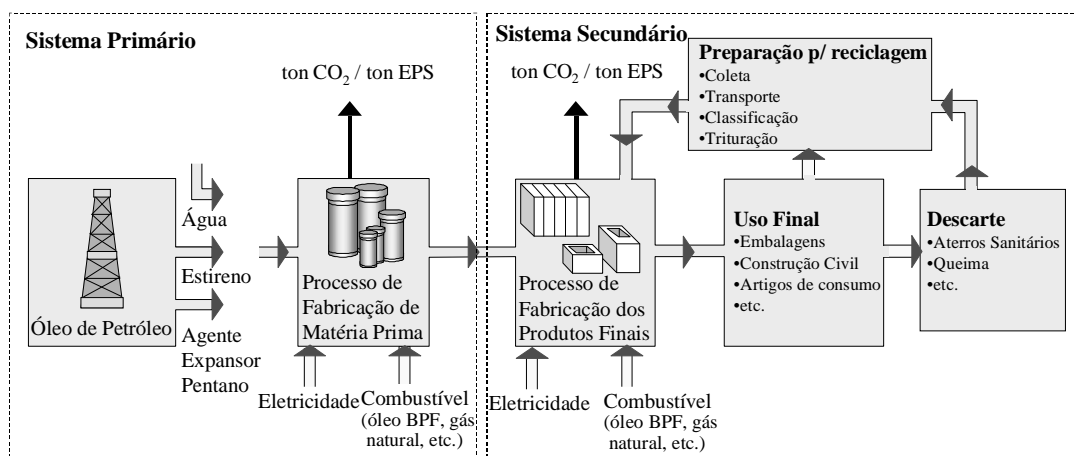 Sistema Primário
ton CO₂ / ton EPS
Água
Estireno
Agente
Expansor
Pentano
Óleo de Petróleo
Processo de
Fabricação de
Matéria Prima
Eletricidade
Combustível
(óleo BPF, gás
natural, etc.)
Sistema Secundário
ton CO₂ / ton EPS
Preparação p/ reciclagem
•Coleta
•Transporte
•Classificação
•Trituração
Processo de
Fabricação dos
Produtos Finais
Eletricidade
Combustível
(óleo BPF, gás
natural, etc.)
Uso Final
•Embalagens
•Construção Civil
•Artigos de consumo
•etc.
Descarte
•Aterros Sanitários
•Queima
•etc.